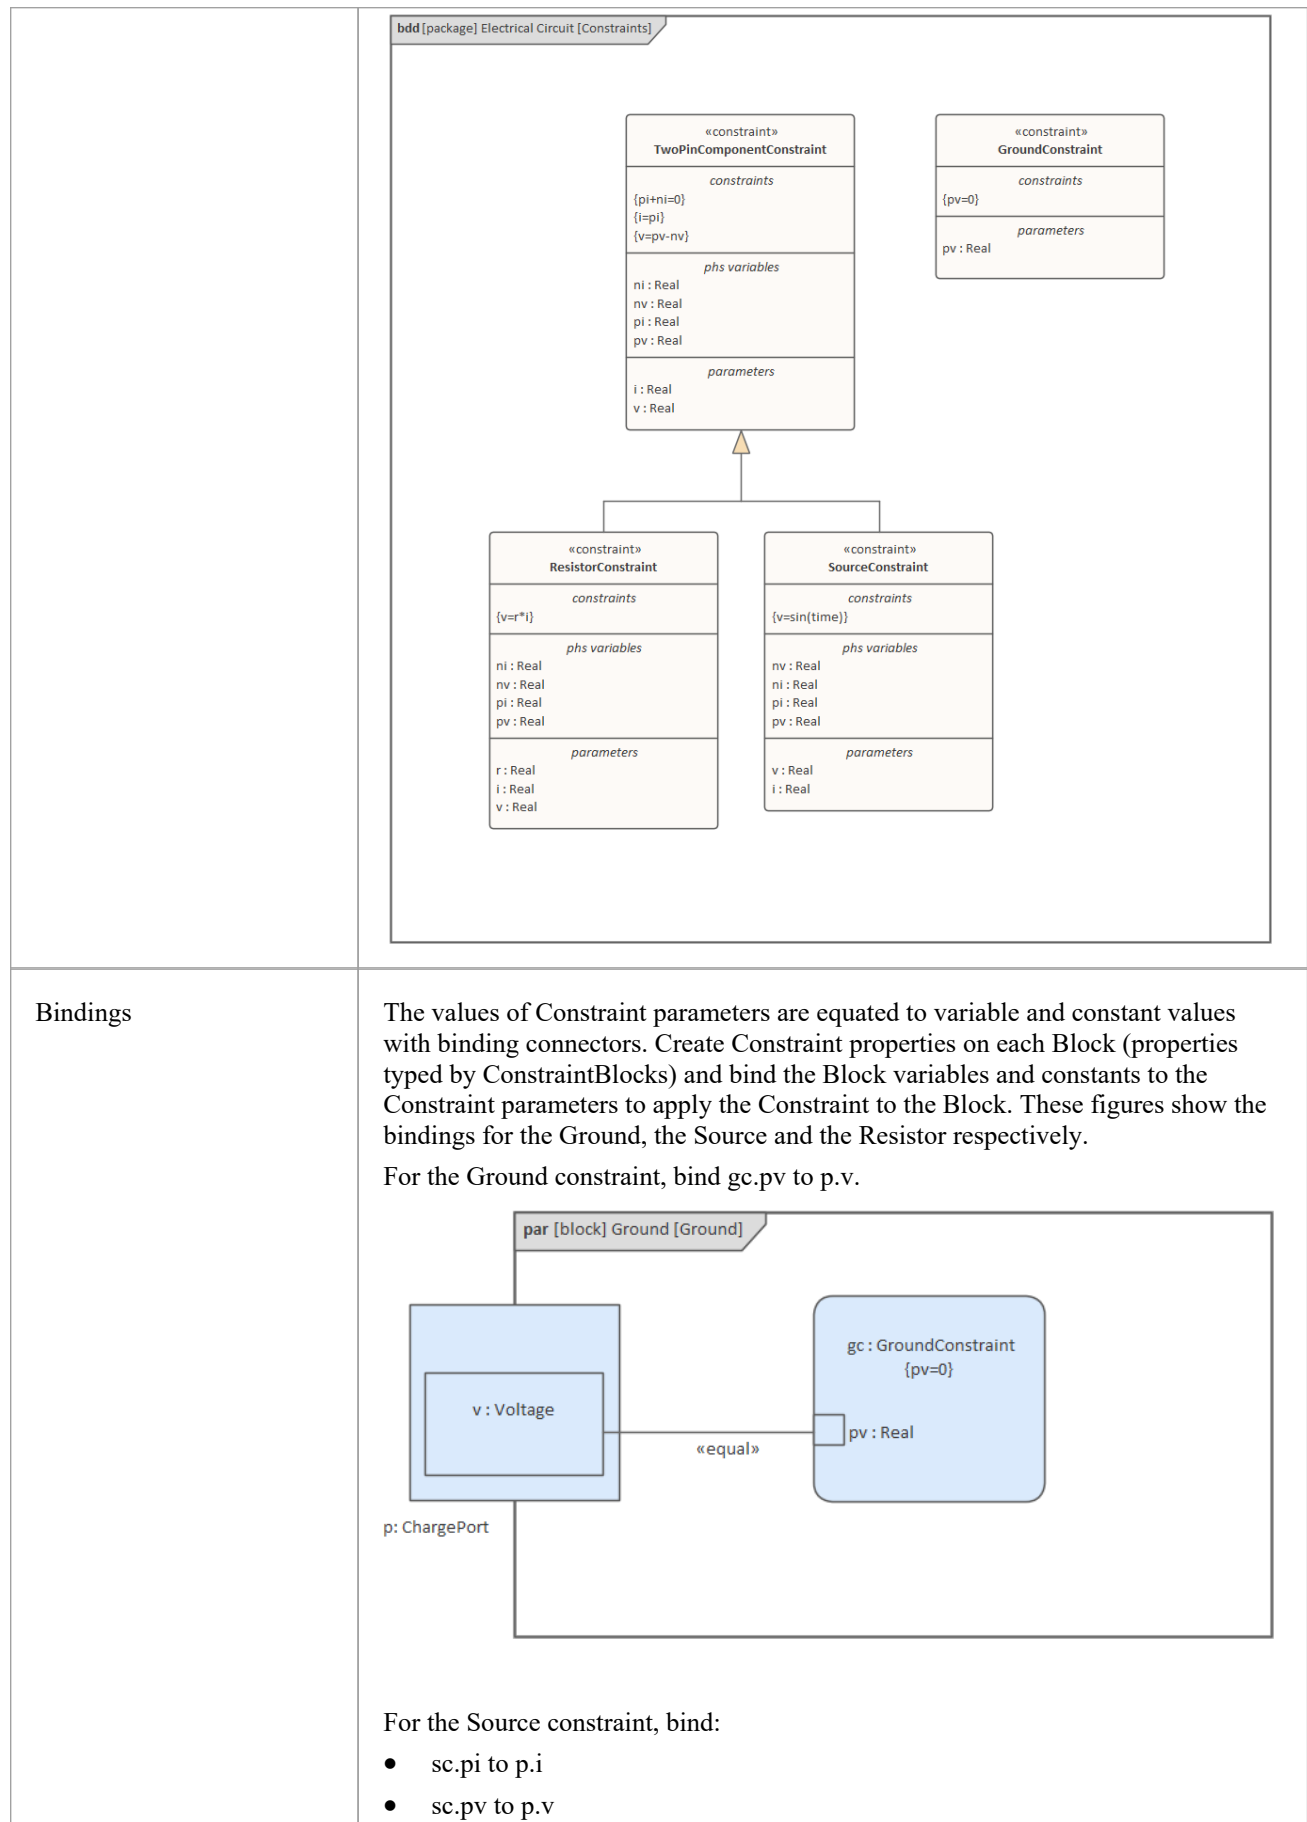 bdd [package] Electrical Circuit [Constraints]
«constraint»
TwoPinComponentConstraint
constraints
{pi+ni=0}
{i=pi}
{v=pv-nv}
phs variables
ni : Real
nv : Real
pi : Real
pv : Real
parameters
i : Real
v : Real
«constraint»
GroundConstraint
constraints
{pv=0}
parameters
pv : Real
«constraint»
ResistorConstraint
constraints
{v=r*i}
phs variables
ni : Real
nv : Real
pi : Real
pv : Real
parameters
r : Real
i : Real
v : Real
«constraint»
SourceConstraint
constraints
{v=sin(time)}
phs variables
nv : Real
ni : Real
pi : Real
pv : Real
parameters
v : Real
i : Real
Bindings
The values of Constraint parameters are equated to variable and constant values
with binding connectors. Create Constraint properties on each Block (properties
typed by ConstraintBlocks) and bind the Block variables and constants to the
Constraint parameters to apply the Constraint to the Block. These figures show the
bindings for the Ground, the Source and the Resistor respectively.
For the Ground constraint, bind gc.pv to p.v.
par [block] Ground [Ground]
v : Voltage
«equal»
gc : GroundConstraint
{pv=0}
pv : Real
p: ChargePort
For the Source constraint, bind:
• sc.pi to p.i
• sc.pv to p.v